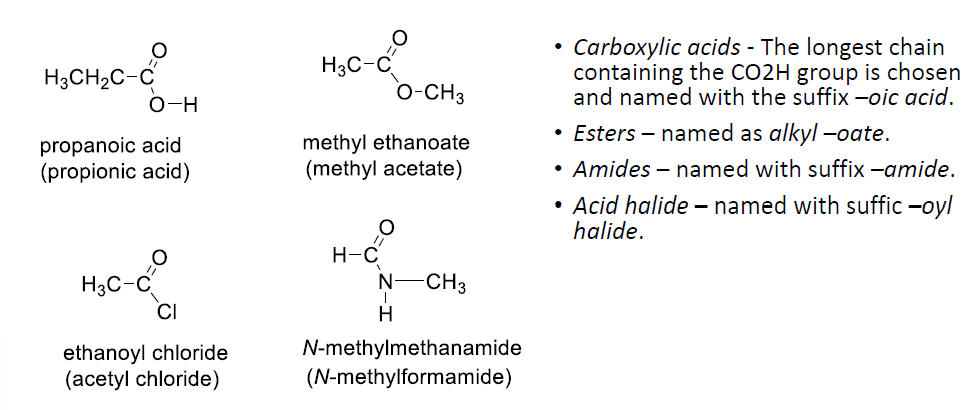 O
H₃CH₂C-C
O-H
propanoic acid
(propionic acid)
O
H₃C-C
O-CH₃
methyl ethanoate
(methyl acetate)
O
H₃C-C
Cl
ethanoyl chloride
(acetyl chloride)
O
H-C
N-CH₃
H
N-methylmethanamide
(N-methylformamide)
• Carboxylic acids - The longest chain
containing the CO2H group is chosen
and named with the suffix –oic acid.
• Esters – named as alkyl –oate.
• Amides – named with suffix –amide.
• Acid halide – named with suffic –oyl
halide.